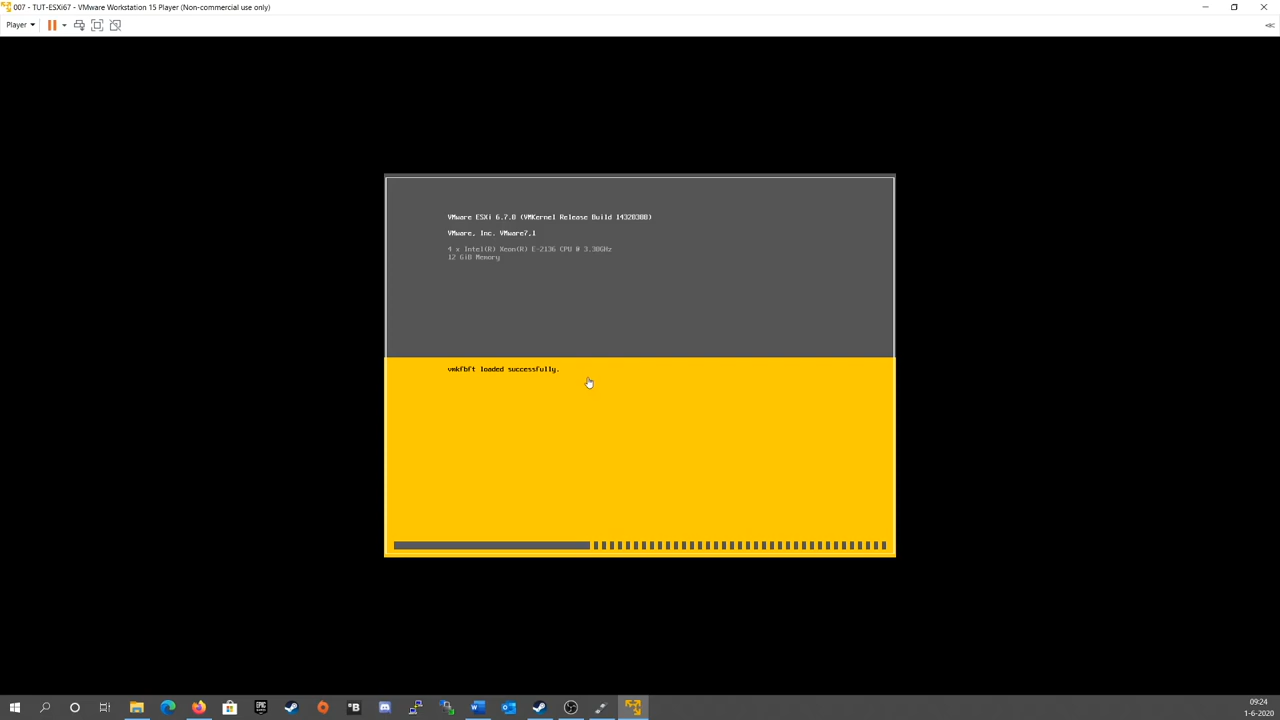 007 - TUT-ESXi67 - VMware Workstation 15 Player (Non-commercial use only)
Player
VMware ESXi 6.7.0 (VMKernel Release Build 14320388)
VMware, Inc. VMware7,1
4 x Intel(R) Xeon(R) E-2136 CPU @ 3.30GHz
12 GiB Memory
vmkfbft loaded successfully.
EPIC
*B
09:24
1-6-2020